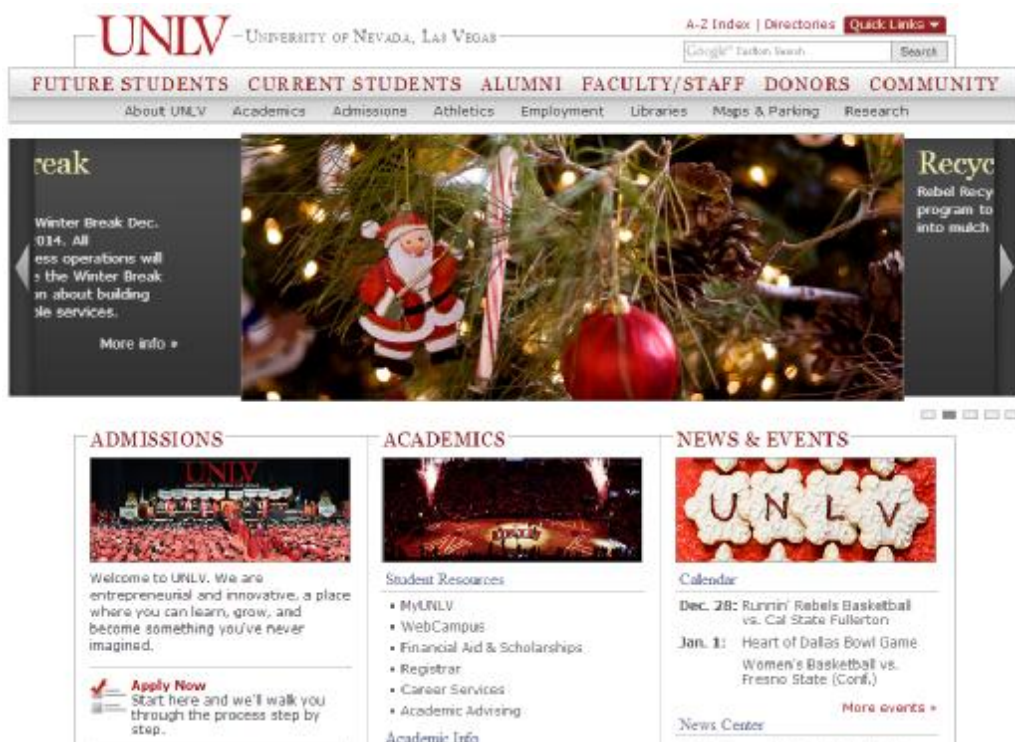 UNLV
UNIVERSITY OF NEVADA, LAS VEGAS
A-Z Index | Directories Quick Links
Google™ Custom Search Search
FUTURE STUDENTS CURRENT STUDENTS ALUMNI FACULTY/STAFF DONORS COMMUNITY
About UNLV Academics Admissions Athletics Employment Libraries Maps & Parking Research
reak
Winter Break Dec.
014. All
ess operations will
e the Winter Break
on about building
ble services.
More info »
Recyc
Rebel Recy
program to
into mulch
ADMISSIONS
UNLV
Welcome to UNLV. We are
entrepreneurial and innovative, a place
where you can learn, grow, and
become something you've never
imagined.
Apply Now
Start here and we'll walk you
through the process step by
step.
ACADEMICS
Student Resources
• MyUNLV
• WebCampus
• Financial Aid & Scholarships
• Registrar
• Career Services
• Academic Advising
Academic Info
NEWS & EVENTS
UNLV
Calendar
Dec. 28: Runnin' Rebels Basketball
vs. Cal State Fullerton
Jan. 1: Heart of Dallas Bowl Game
Women's Basketball vs.
Fresno State (Conf.)
More events »
News Center